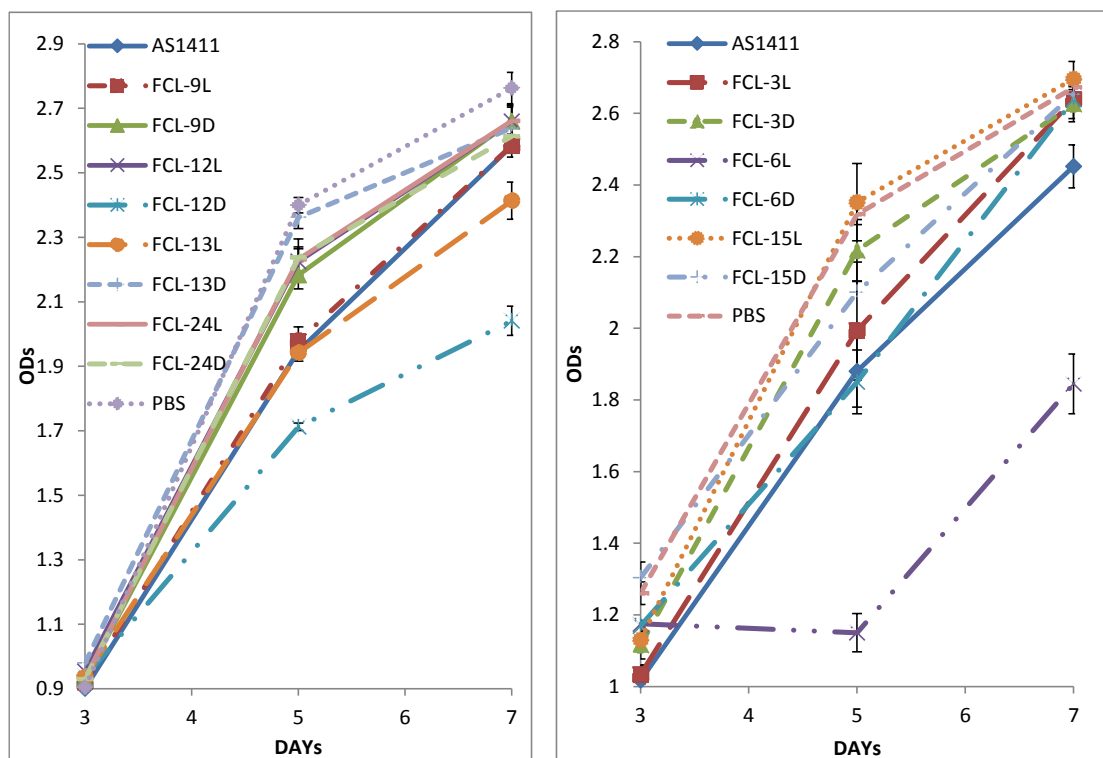 2.9
2.7
2.5
2.3
2.1
1.9
1.7
1.5
1.3
1.1
0.9
ODs
3
4
5
6
7
DAYs
AS1411
FCL-9L
FCL-9D
FCL-12L
FCL-12D
FCL-13L
FCL-13D
FCL-24L
FCL-24D
PBS
2.8
2.6
2.4
2.2
2
1.8
1.6
1.4
1.2
1
ODs
3
4
5
6
7
DAYs
AS1411
FCL-3L
FCL-3D
FCL-6L
FCL-6D
FCL-15L
FCL-15D
PBS